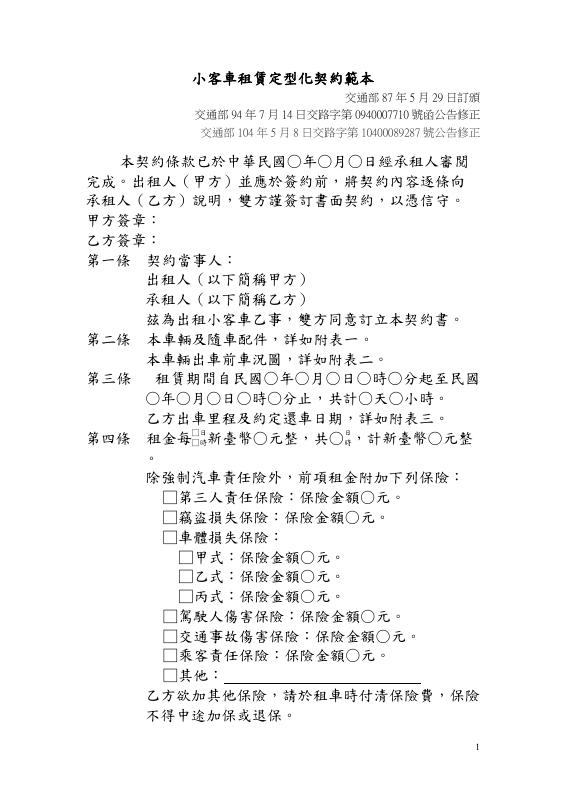 小客車租賃定型化契約範本
交通部 87 年 5 月 29 日訂頒
交通部 94 年 7 月 14 日交路字第 0940007710 號函公告修正
交通部 104 年 5 月 8 日交路字第 10400089287 號公告修正
本契約條款已於中華民國○年○月○日經承租人審閱
完成。出租人（甲方）並應於簽約前，將契約內容逐條向
承租人（乙方）說明，雙方謹簽訂書面契約，以憑信守。
甲方簽章：
乙方簽章：
第一條 契約當事人：
出租人（以下簡稱甲方）
承租人（以下簡稱乙方）
茲為出租小客車乙事，雙方同意訂立本契約書。
第二條 本車輛及隨車配件，詳如附表一。
本車輛出車前車況圖，詳如附表二。
第三條 租賃期間自民國○年○月○日○時○分起至民國
○年○月○日○時○分止，共計○天○小時。
乙方出車里程及約定還車日期，詳如附表三。
第四條 租金每□日□時新臺幣○元整，共○日時，計新臺幣○元整
。
除強制汽車責任險外，前項租金附加下列保險：
□第三人責任保險：保險金額○元。
□竊盜損失保險：保險金額○元。
□車體損失保險：
□甲式：保險金額○元。
□乙式：保險金額○元。
□丙式：保險金額○元。
□駕駛人傷害保險：保險金額○元。
□交通事故傷害保險：保險金額○元。
□乘客責任保險：保險金額○元。
□其他：
乙方欲加其他保險，請於租車時付清保險費，保險
不得中途加保或退保。
1